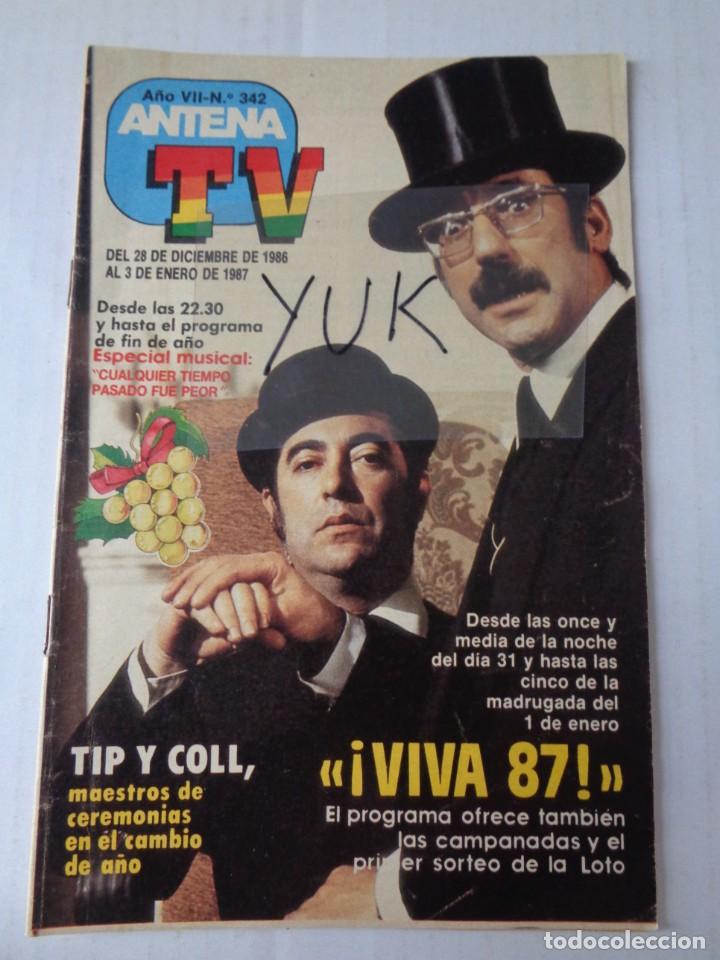 Año VII-N.º 342
ANTENA
TV
DEL 28 DE DICIEMBRE DE 1986
AL 3 DE ENERO DE 1987
YUK
Desde las 22.30
y hasta el programa
de fin de año
Especial musical:
"CUALQUIER TIEMPO
PASADO FUE PEOR"
Desde las once y
media de la noche
del día 31 y hasta las
cinco de la
madrugada del
1 de enero
TIP Y COLL,
maestros de
ceremonias
en el cambio
de año
«¡VIVA 87!»
El programa ofrece también
las campanadas y el
primer sorteo de la Loto
todocoleccion